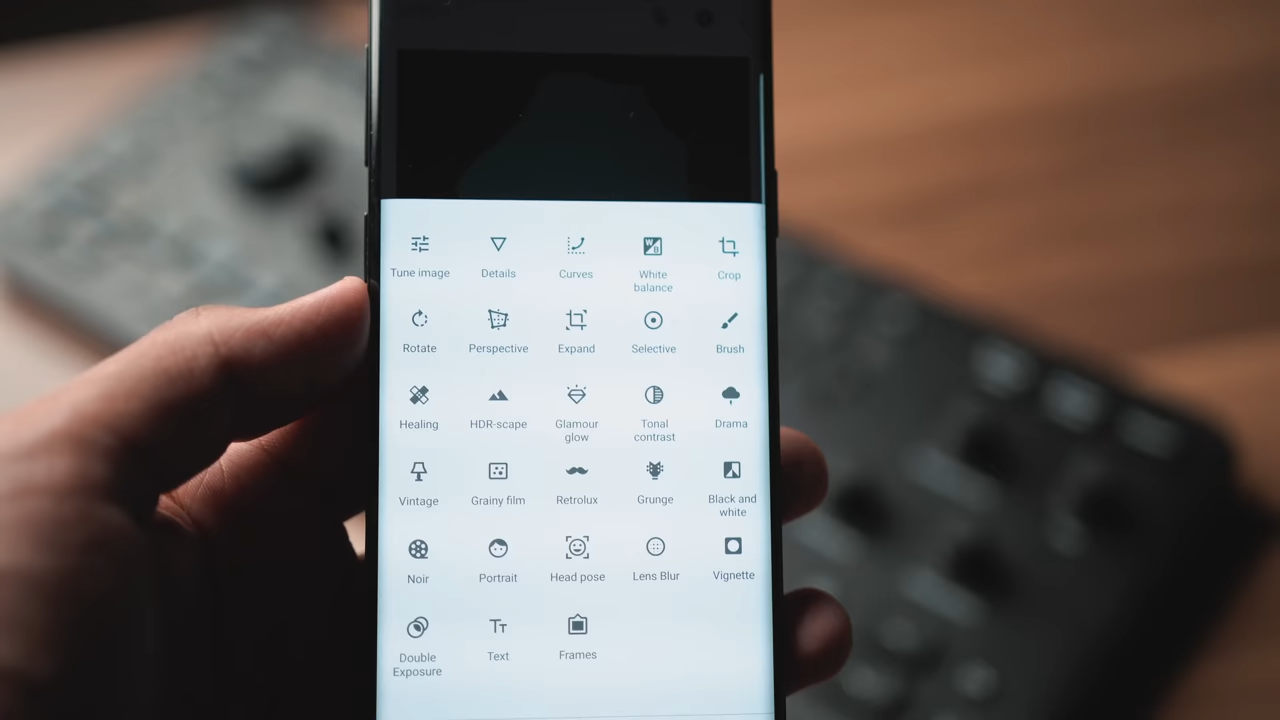 Tune image
Details
Curves
White
balance
Crop
Rotate
Perspective
Expand
Selective
Brush
Healing
HDR-scape
Glamour
glow
Tonal
contrast
Drama
Vintage
Grainy film
Retrolux
Grunge
Black and
white
Noir
Portrait
Head pose
Lens Blur
Vignette
Double
Exposure
Text
Frames